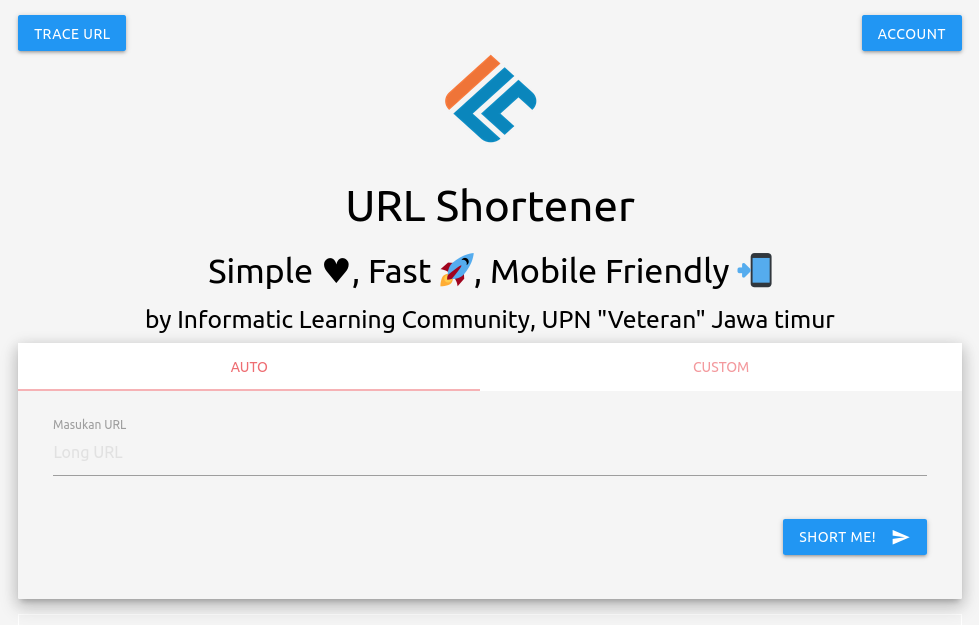 TRACE URL
ACCOUNT
URL Shortener
Simple ♥, Fast 🚀, Mobile Friendly 📲
by Informatic Learning Community, UPN "Veteran" Jawa timur
AUTO
CUSTOM
Masukan URL
Long URL
SHORT ME!